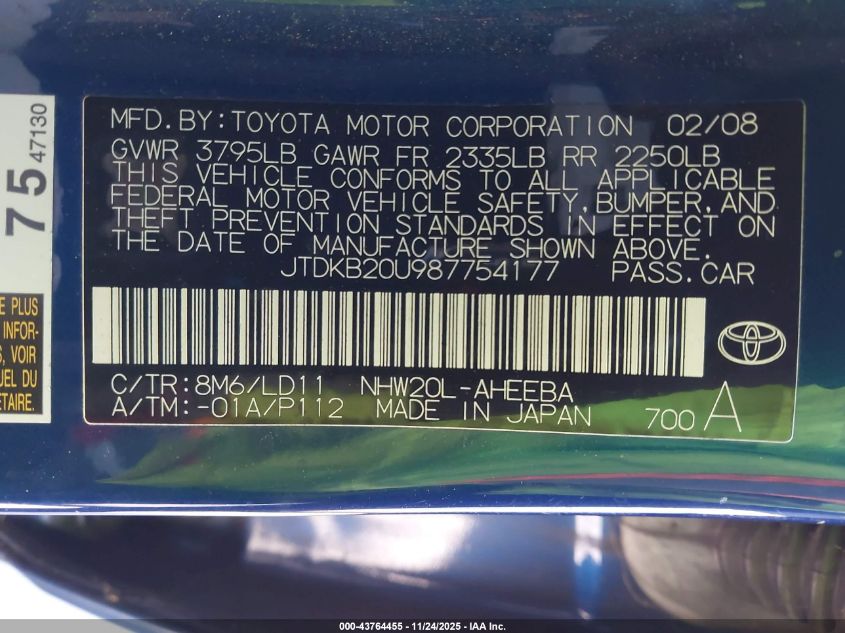 MFD.BY:TOYOTA MOTOR CORPORATION 02/08
GVWR 3795LB GAWR FR 2335LB RR 2250LB
THIS VEHICLE CONFORMS TO ALL APPLICABLE
FEDERAL MOTOR VEHICLE SAFETY,BUMPER,AND
THEFT PREVENTION STANDARDS IN EFFECT ON
THE DATE OF MANUFACTURE SHOWN ABOVE.
JTDKB20U987754177 PASS.CAR
C/TR:8M6/LD11 NHW20L-AHEEBA
A/TM:-01A/P112 MADE IN JAPAN 700 A
75
47130
E PLUS
INFOR-
S, VOIR
UEL DU
ÉTAIRE.
000-43764455 - 11/24/2025 - IAA Inc.